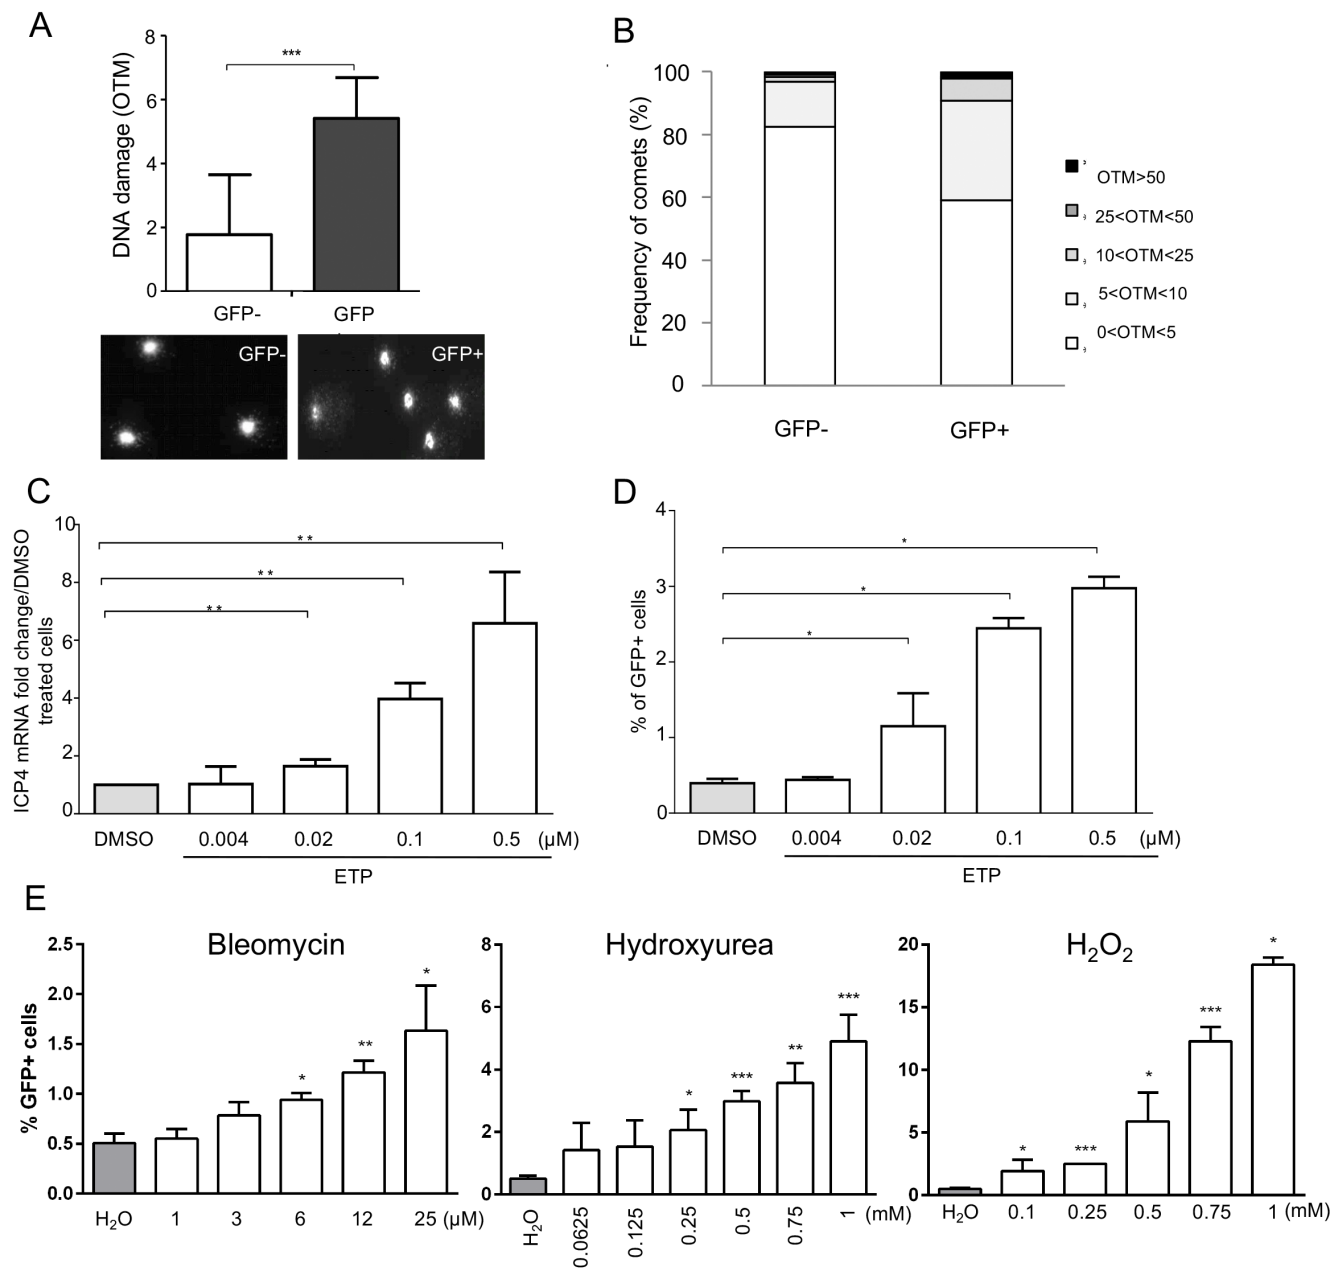 A
DNA damage (OTM)
8
6
4
2
0
***
GFP-
GFP
GFP-
GFP+
B
Frequency of comets (%)
100
80
60
40
20
0
GFP-
GFP+
OTM>50
25<OTM<50
10<OTM<25
5<OTM<10
0<OTM<5
C
ICP4 mRNA fold change/DMSO
treated cells
10
8
6
4
2
0
**
**
**
DMSO
0.004
0.02
0.1
0.5
(µM)
ETP
D
% of GFP+ cells
4
3
2
1
0
*
*
*
DMSO
0.004
0.02
0.1
0.5
(µM)
ETP
E
% GFP+ cells
Bleomycin
2.5
2.0
1.5
1.0
0.5
0.0
*
**
*
H2O
1
3
6
12
25 (µM)
Hydroxyurea
8
6
4
2
0
*
***
**
***
H2O
0.0625
0.125
0.25
0.5
0.75
1 (mM)
H2O2
20
15
10
5
0
*
***
*
***
*
H2O
0.1
0.25
0.5
0.75
1 (mM)